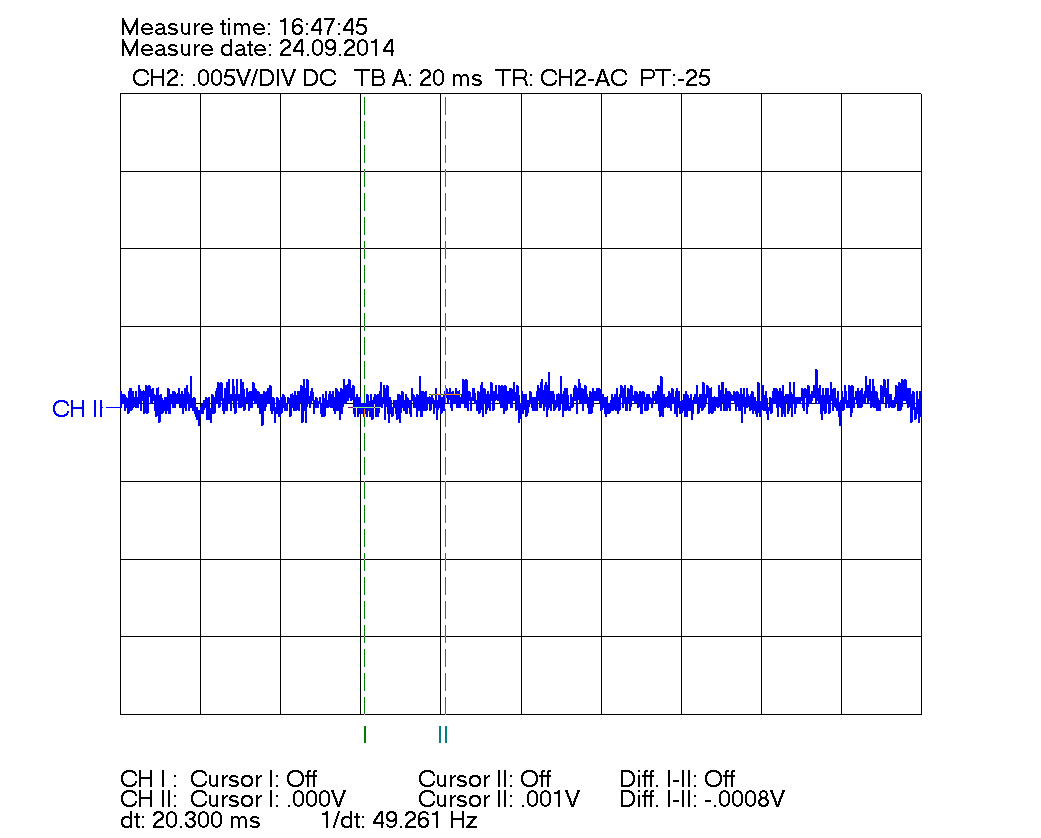 Measure time: 16:47:45
Measure date: 24.09.2014
CH2: .005V/DIV DC TB A: 20 ms TR: CH2-AC PT:-25
CH II
I II
CH I : Cursor I: Off Cursor II: Off Diff. I-II: Off
CH II: Cursor I: .000V Cursor II: .001V Diff. I-II: -.0008V
dt: 20.300 ms 1/dt: 49.261 Hz